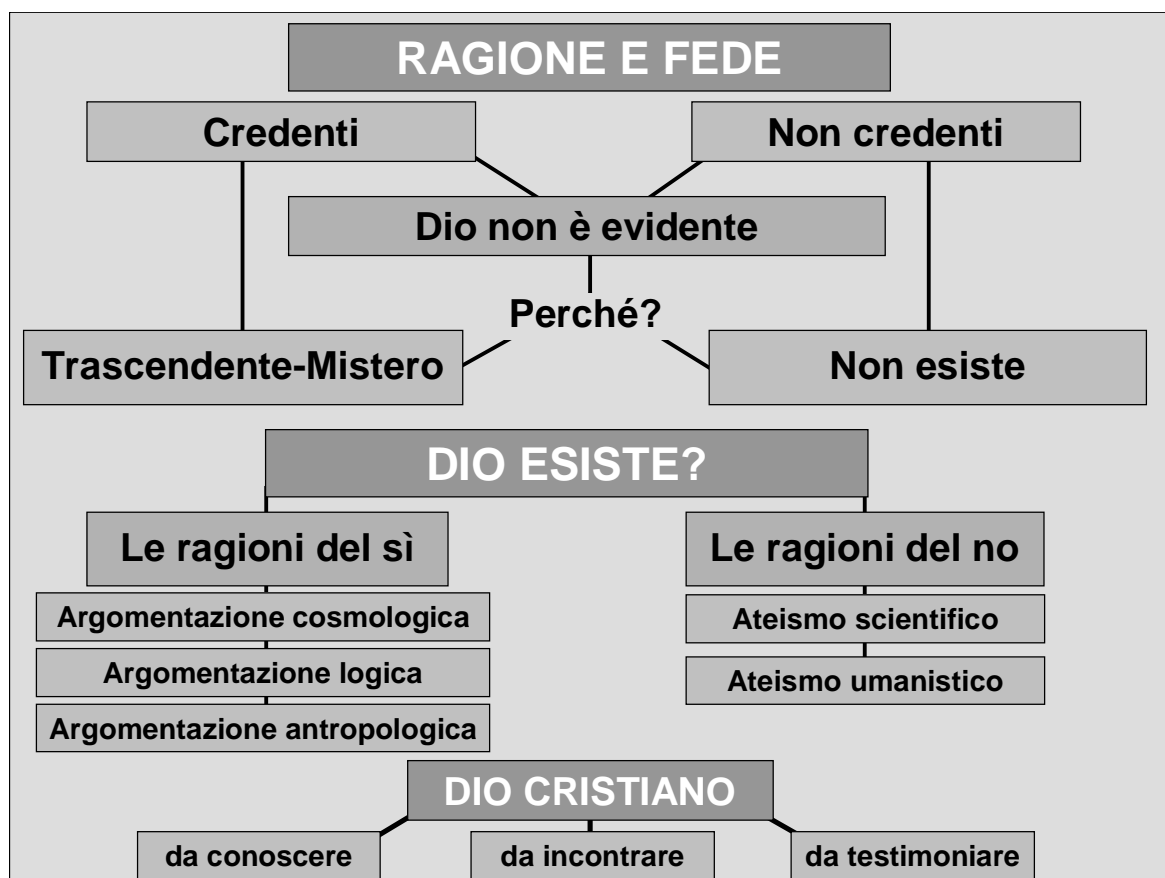 RAGIONE E FEDE
Credenti
Non credenti
Dio non è evidente
Perché?
Trascendente-Mistero
Non esiste
DIO ESISTE?
Le ragioni del sì
Le ragioni del no
Argomentazione cosmologica
Ateismo scientifico
Argomentazione logica
Ateismo umanistico
Argomentazione antropologica
DIO CRISTIANO
da conoscere
da incontrare
da testimoniare